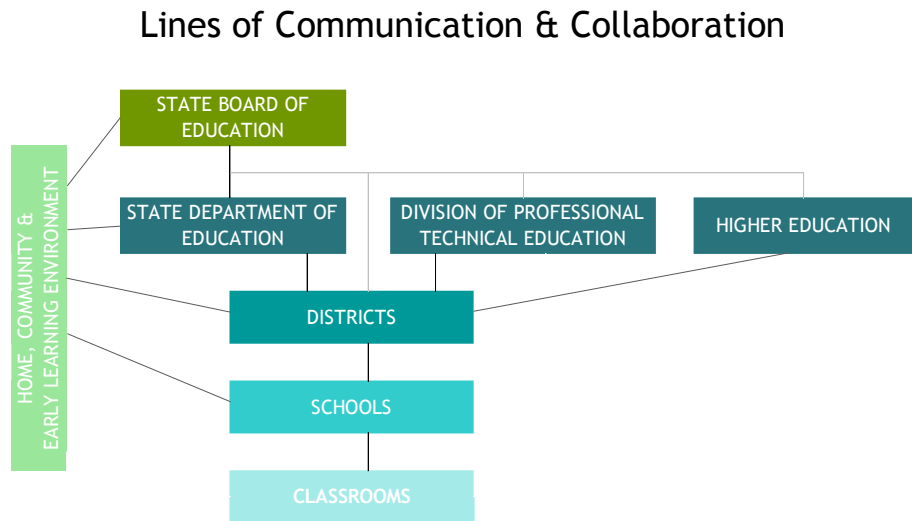 Lines of Communication & Collaboration
STATE BOARD OF
EDUCATION
HOME, COMMUNITY &
EARLY LEARNING ENVIRONMENT
STATE DEPARTMENT OF
EDUCATION
DIVISION OF PROFESSIONAL
TECHNICAL EDUCATION
HIGHER EDUCATION
DISTRICTS
SCHOOLS
CLASSROOMS